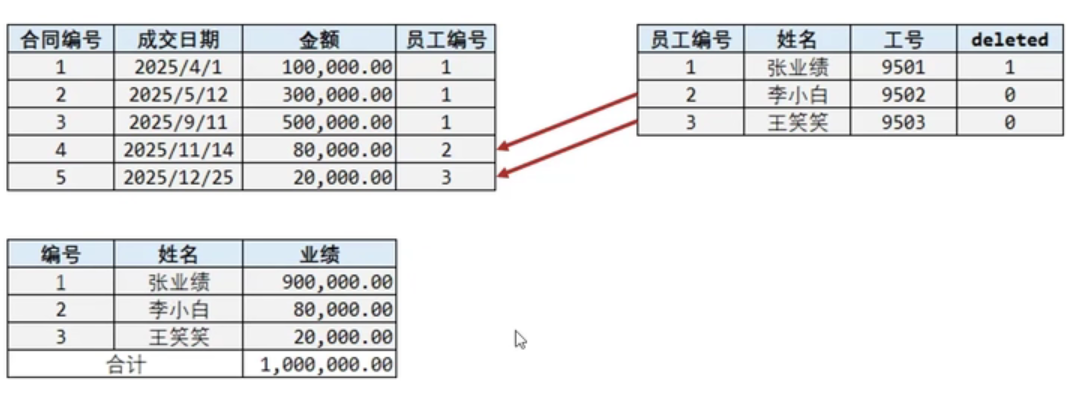 合同编号 成交日期 金额 员工编号
1 2025/4/1 100,000.00 1
2 2025/5/12 300,000.00 1
3 2025/9/11 500,000.00 1
4 2025/11/14 80,000.00 2
5 2025/12/25 20,000.00 3
员工编号 姓名 工号 deleted
1 张业绩 9501 1
2 李小白 9502 0
3 王笑笑 9503 0
编号 姓名 业绩
1 张业绩 900,000.00
2 李小白 80,000.00
3 王笑笑 20,000.00
合计 1,000,000.00